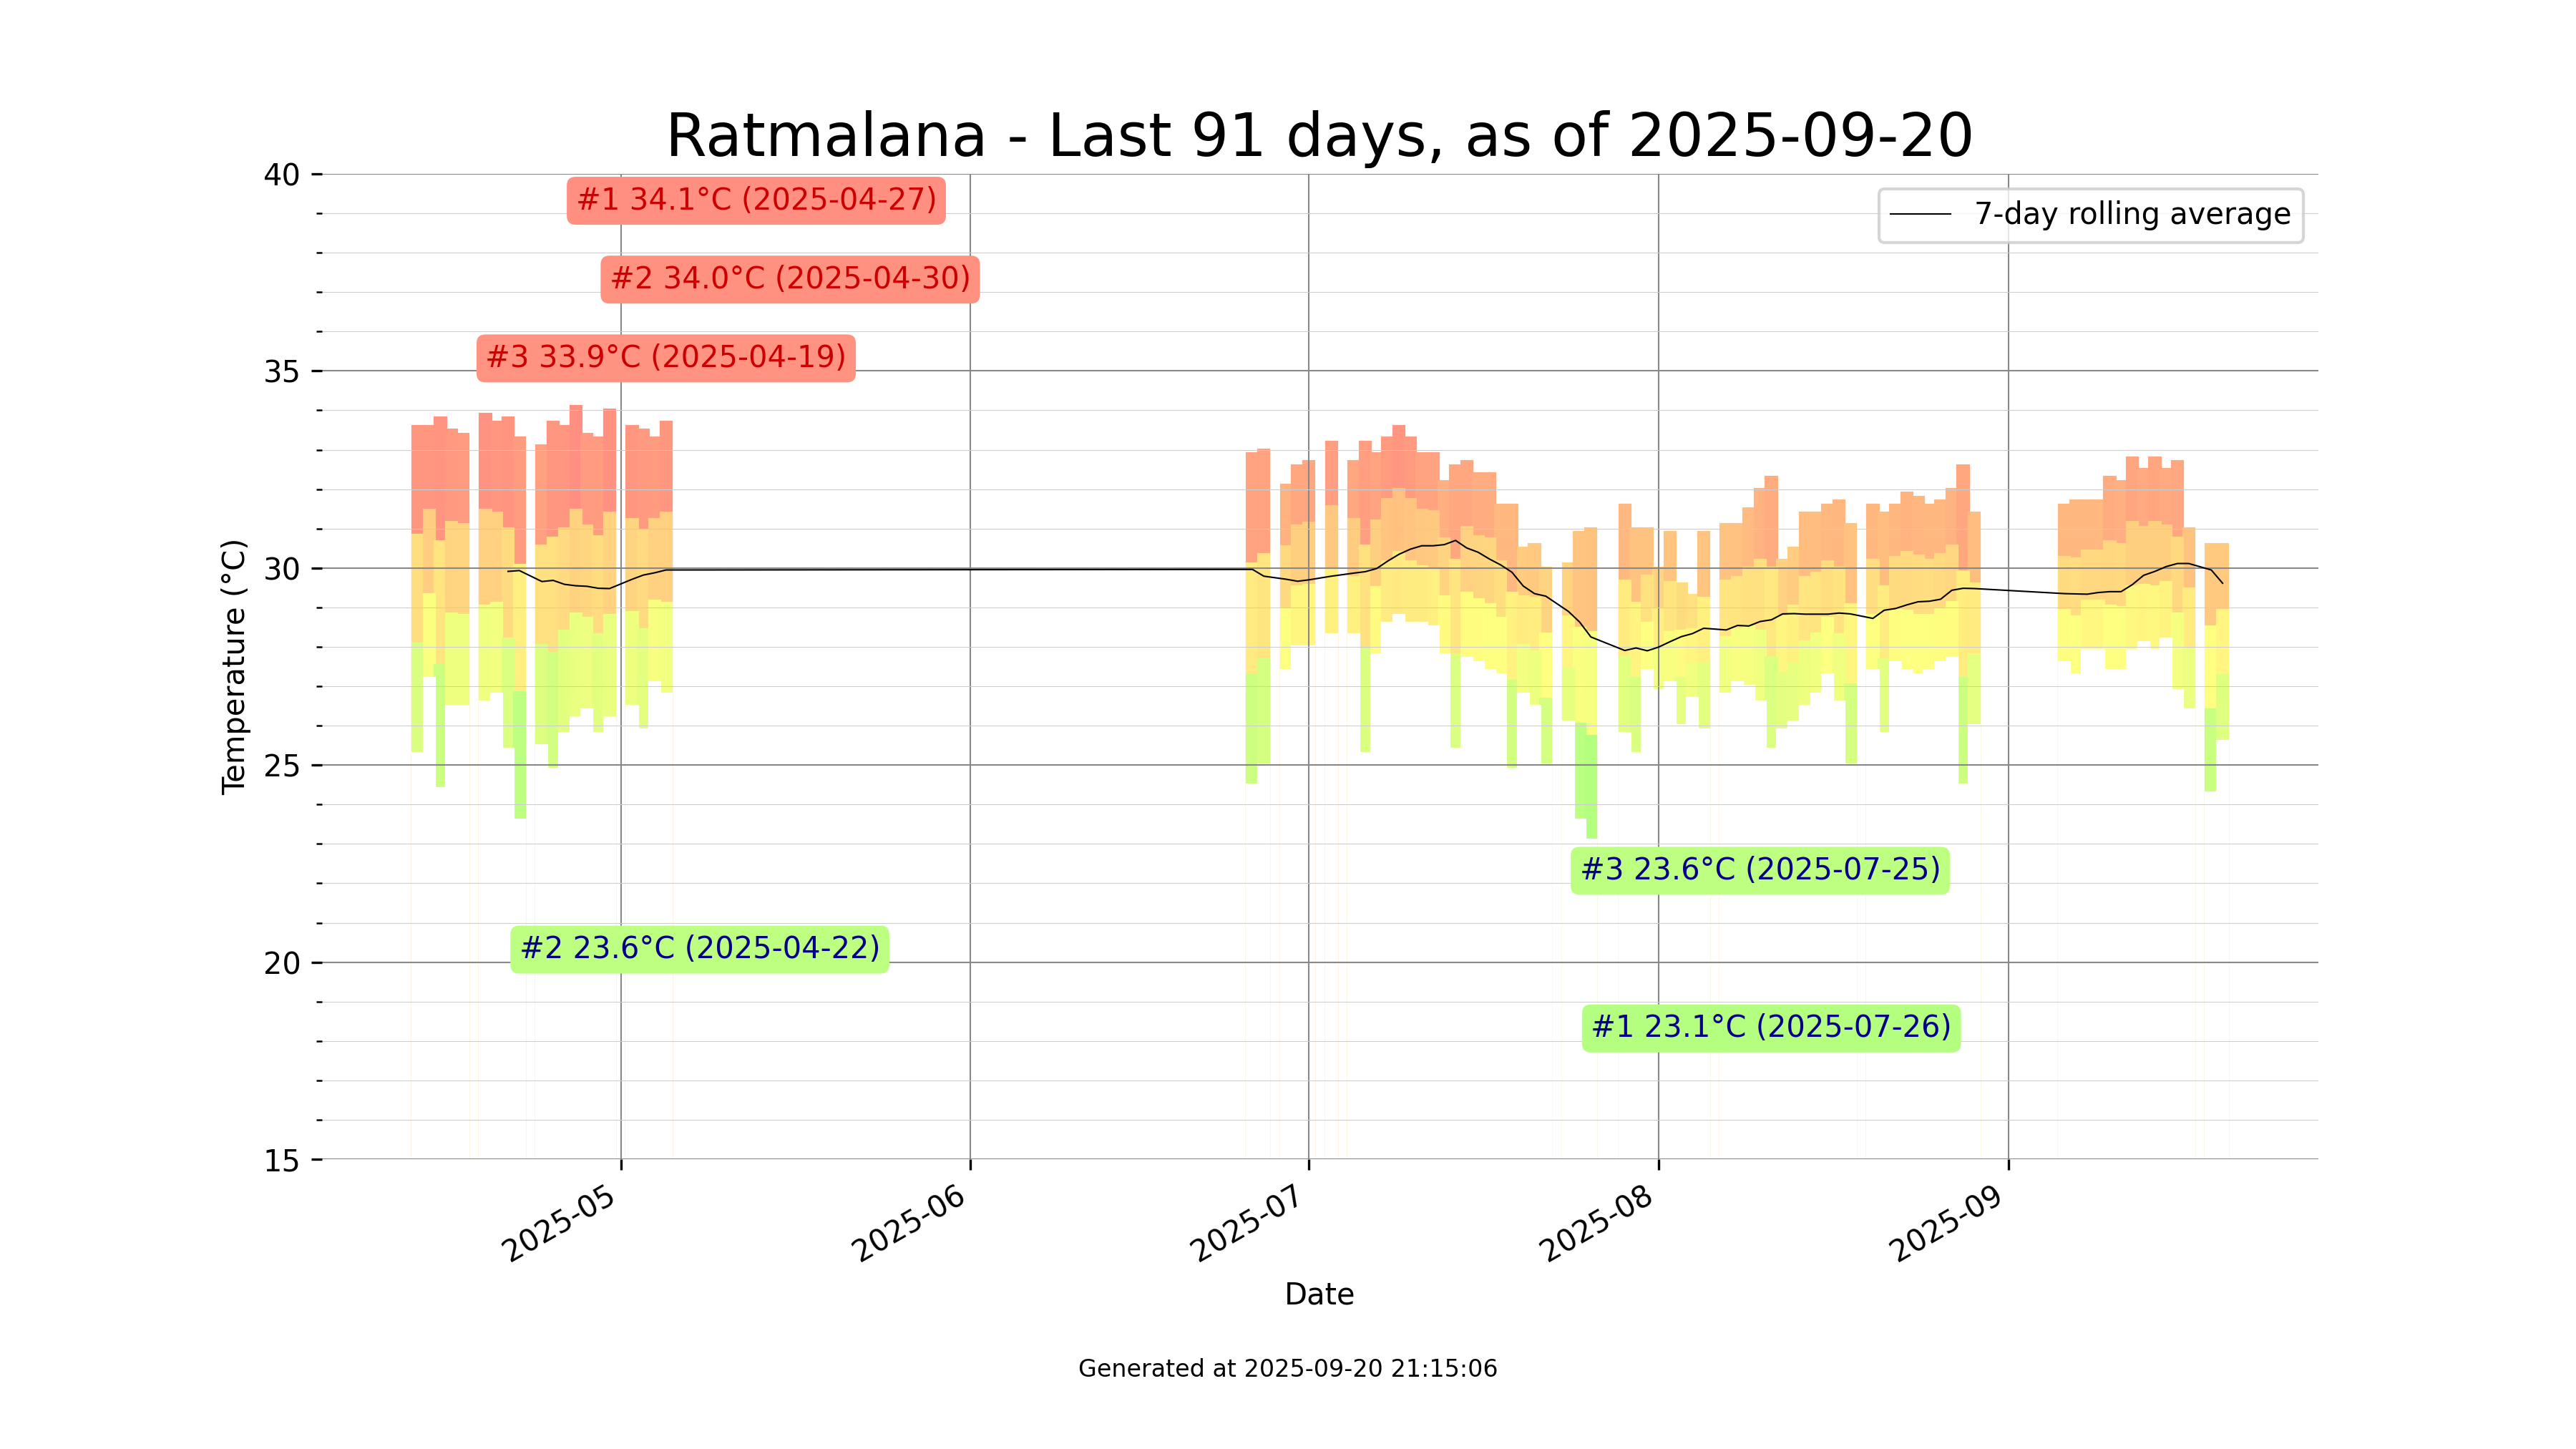 Ratmalana - Last 91 days, as of 2025-09-20
40
#1 34.1°C (2025-04-27)
7-day rolling average
#2 34.0°C (2025-04-30)
#3 33.9°C (2025-04-19)
35
30
Temperature (°C)
25
#3 23.6°C (2025-07-25)
#2 23.6°C (2025-04-22)
20
#1 23.1°C (2025-07-26)
15
2025-05
2025-06
2025-07
2025-08
2025-09
Date
Generated at 2025-09-20 21:15:06